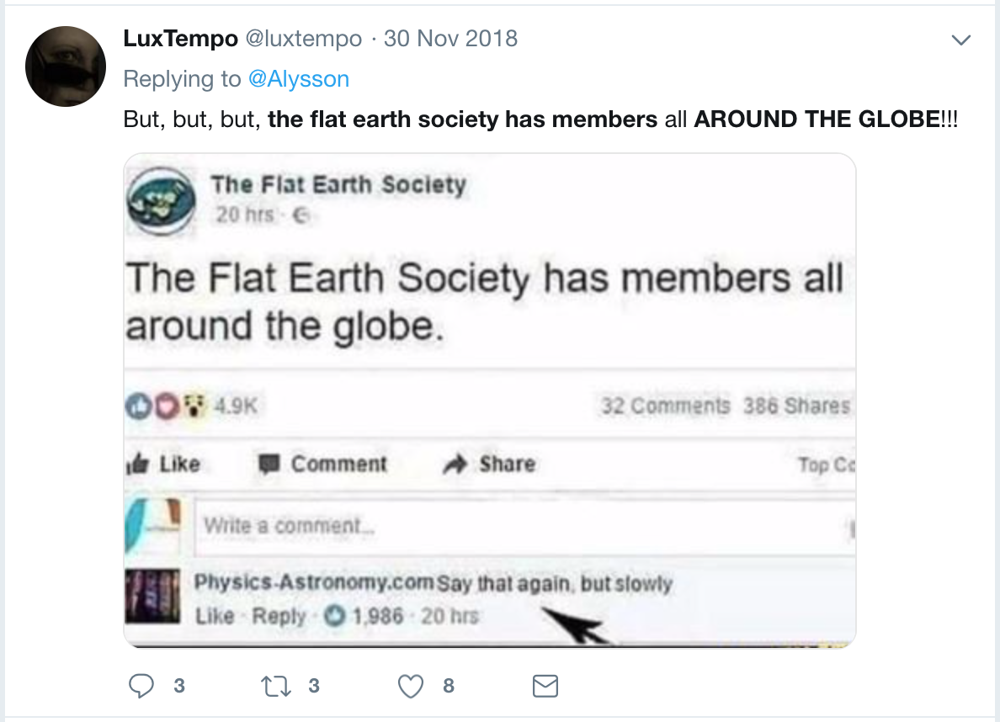 LuxTempo @luxtempo · 30 Nov 2018
Replying to @Alysson
But, but, but, the flat earth society has members all AROUND THE GLOBE!!!
The Flat Earth Society
20 hrs ·
The Flat Earth Society has members all
around the globe.
4.9K 32 Comments 386 Shares
Like Comment Share Top Co
Write a comment...
Physics-Astronomy.com Say that again, but slowly
Like · Reply · 1,986 · 20 hrs
3 3 8